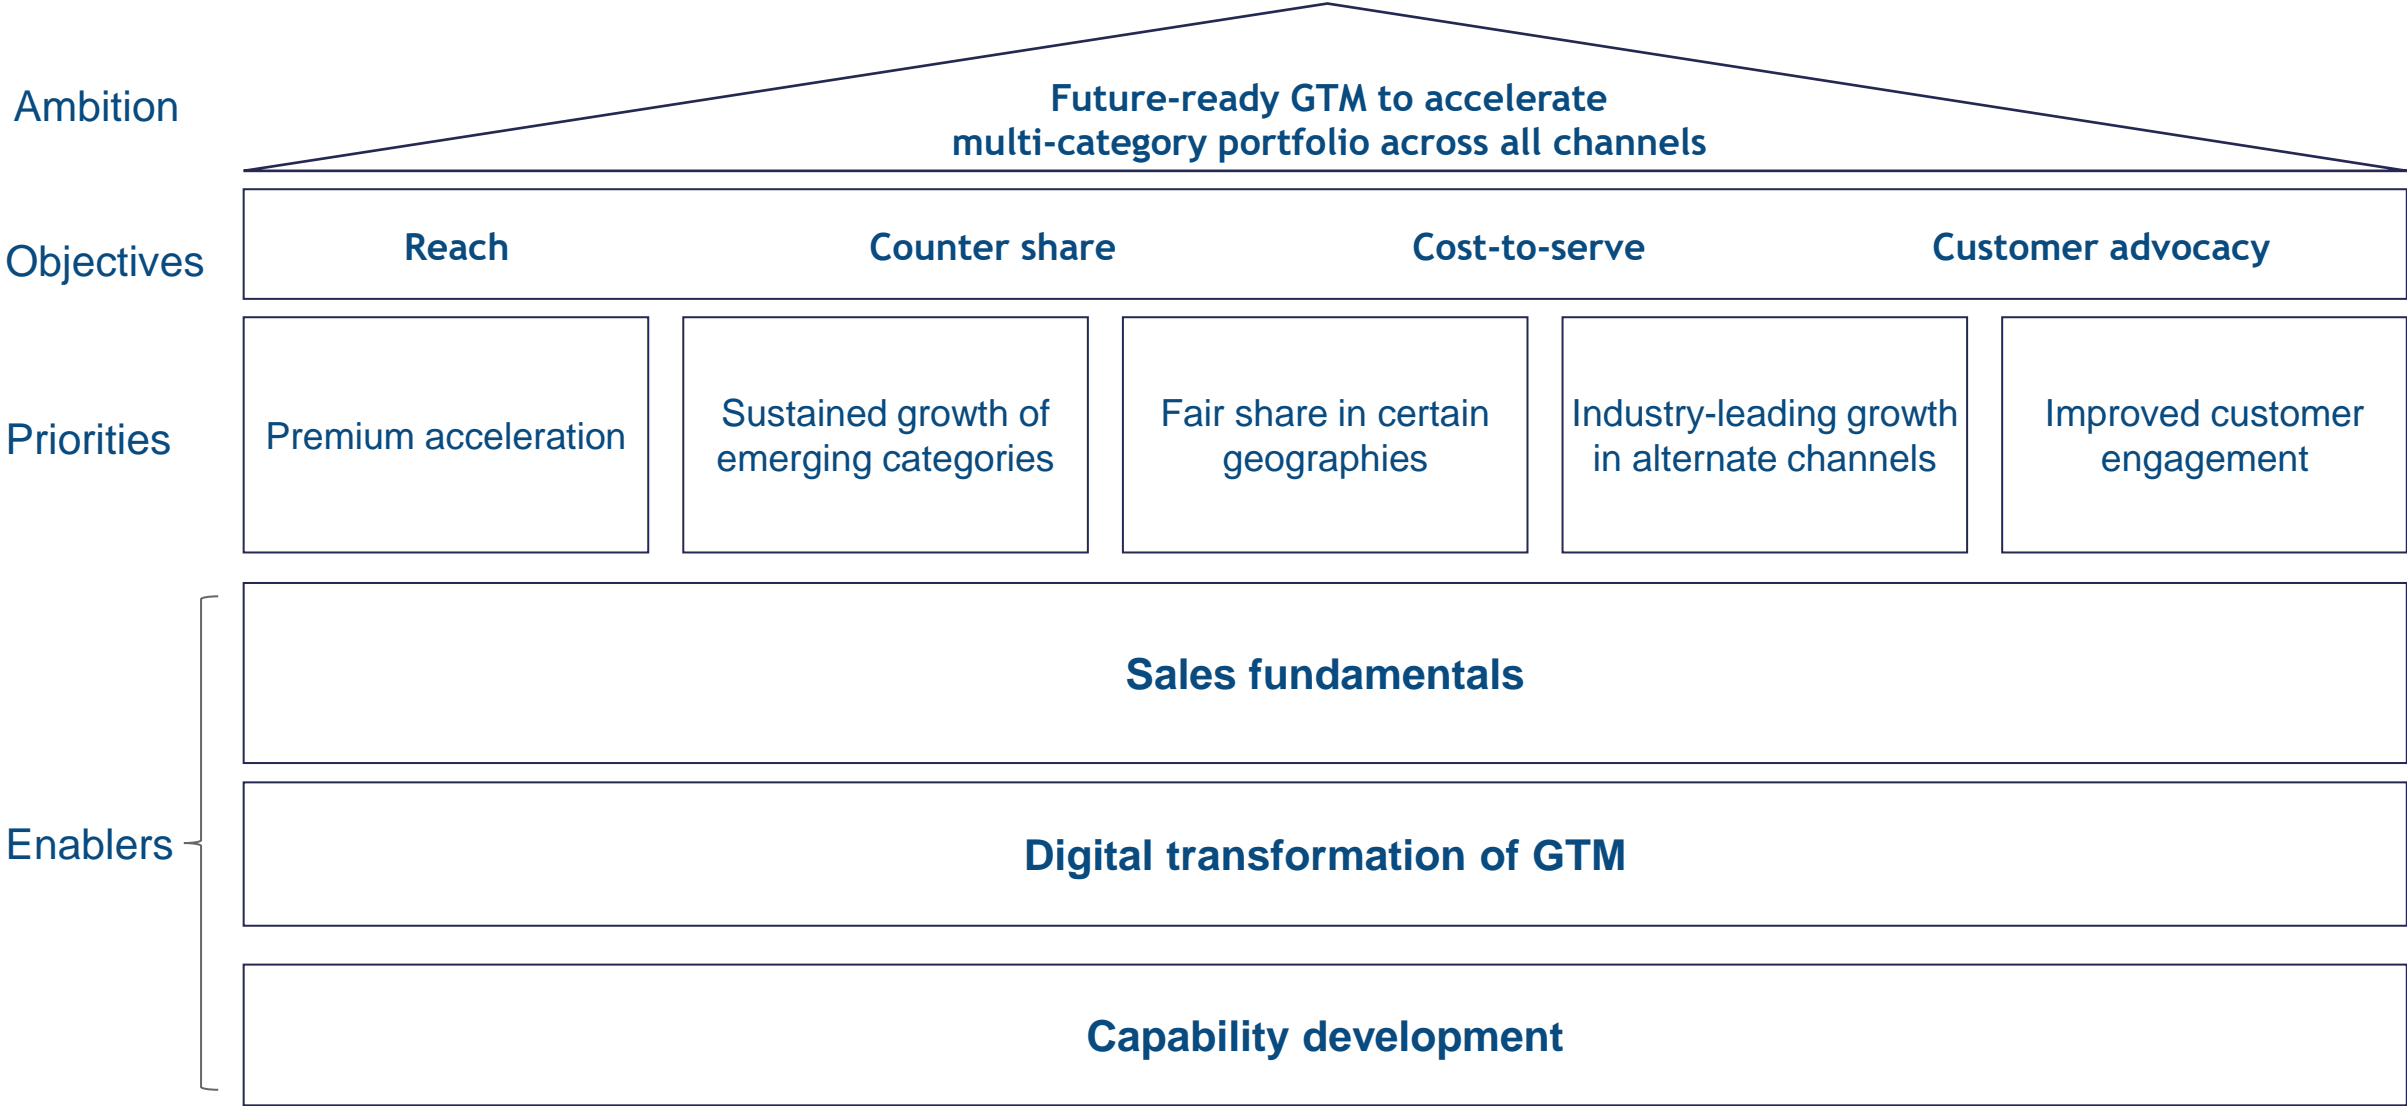 Ambition
Future-ready GTM to accelerate
multi-category portfolio across all channels
Objectives
Reach
Counter share
Cost-to-serve
Customer advocacy
Priorities
Premium acceleration
Sustained growth of
emerging categories
Fair share in certain
geographies
Industry-leading growth
in alternate channels
Improved customer
engagement
Enablers
Sales fundamentals
Digital transformation of GTM
Capability development